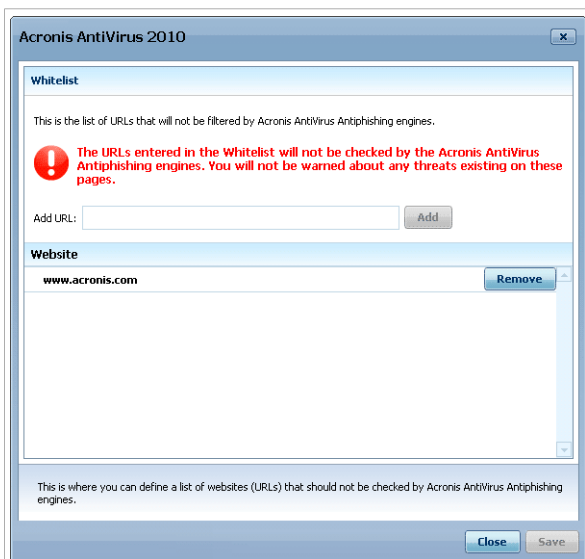 Acronis AntiVirus 2010
Whitelist
This is the list of URLs that will not be filtered by Acronis AntiVirus Antiphishing engines.
The URLs entered in the Whitelist will not be checked by the Acronis AntiVirus
Antiphishing engines. You will not be warned about any threats existing on these
pages.
Add URL: Add
Website
www.acronis.com Remove
This is where you can define a list of websites (URLs) that should not be checked by Acronis AntiVirus Antiphishing
engines.
Close Save